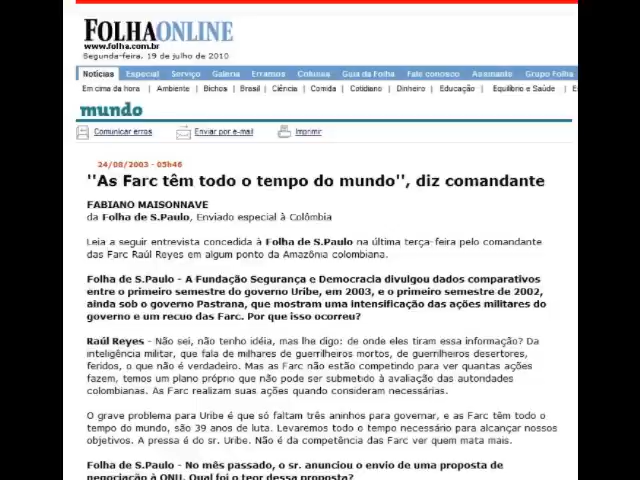 FOLHAONLINE
www.folha.com.br
Segunda-feira, 19 de julho de 2010
Notícias Especial Serviço Galeria Erramos Colunas Guia da Folha Fale conosco Assinante Grupo Folha
Em cima da hora | Ambiente | Bichos | Brasil | Ciência | Comida | Cotidiano | Dinheiro | Educação | Equilíbrio e Saúde | E
mundo
Comunicar erros Enviar por e-mail Imprimir
24/08/2003 - 05h46
"As Farc têm todo o tempo do mundo", diz comandante
FABIANO MAISONNAVE
da Folha de S.Paulo, Enviado especial à Colômbia
Leia a seguir entrevista concedida à Folha de S.Paulo na última terça-feira pelo comandante
das Farc Raúl Reyes em algum ponto da Amazônia colombiana.
Folha de S.Paulo - A Fundação Segurança e Democracia divulgou dados comparativos
entre o primeiro semestre do governo Uribe, em 2003, e o primeiro semestre de 2002,
ainda sob o governo Pastrana, que mostram uma intensificação das ações militares do
governo e um recuo das Farc. Por que isso ocorreu?
Raúl Reyes - Não sei, não tenho idéia, mas lhe digo: de onde eles tiram essa informação? Da
inteligência militar, que fala de milhares de guerrilheiros mortos, de guerrilheiros desertores,
feridos, o que não é verdadeiro. Mas as Farc não estão competindo para ver quantas ações
fazem, temos um plano próprio que não pode ser submetido à avaliação das autoridades
colombianas. As Farc realizam suas ações quando consideram necessárias.
O grave problema para Uribe é que só faltam três aninhos para governar, e as Farc têm todo o
tempo do mundo, são 39 anos de luta. Levaremos todo o tempo necessário para alcançar nossos
objetivos. A pressa é do sr. Uribe. Não é da competência das Farc ver quem mata mais.
Folha de S.Paulo - No mês passado, o sr. anunciou o envio de uma proposta de
negociação à ONU. Qual foi o teor dessa proposta?